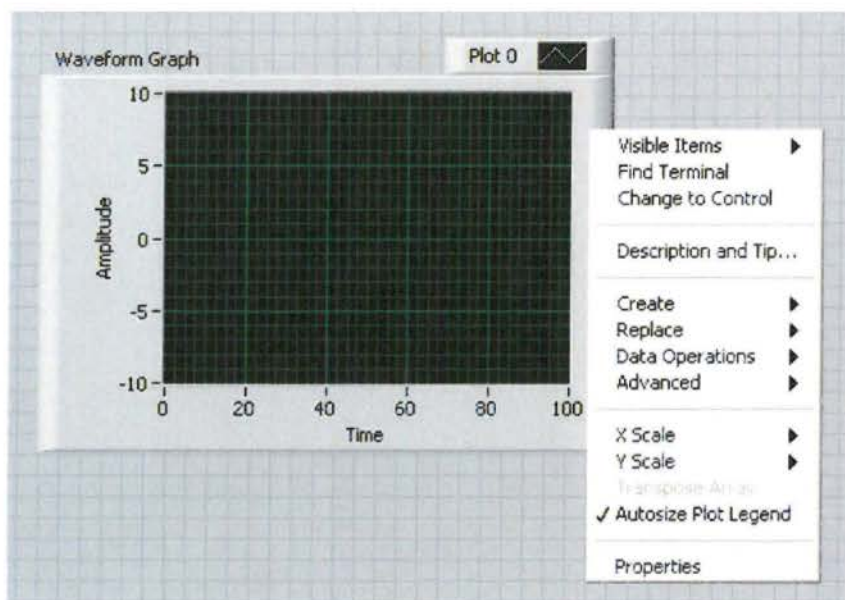 Waveform Graph
Plot 0
10
5
0
-5
-10
Amplitude
0 20 40 60 80 100
Time
Visible Items
Find Terminal
Change to Control
Description and Tip...
Create
Replace
Data Operations
Advanced
X Scale
Y Scale
Transpose Array
Autosize Plot Legend
Properties